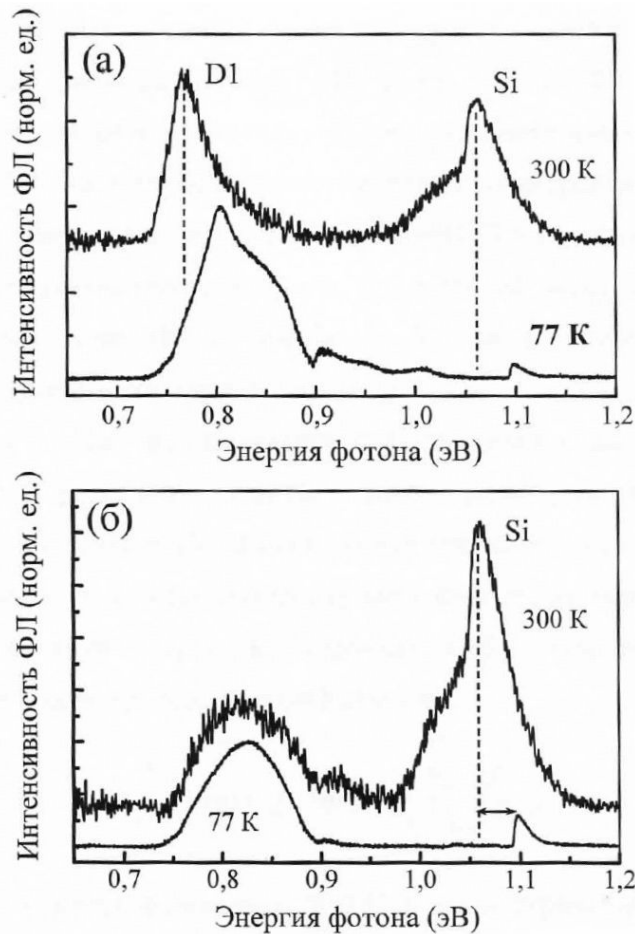 (а)
D1
Si
300 К
77 К
Интенсивность ФЛ (норм. ед.)
0,7 0,8 0,9 1,0 1,1 1,2
Энергия фотона (эВ)
(б)
Si
300 К
77 К
Интенсивность ФЛ (норм. ед.)
0,7 0,8 0,9 1,0 1,1 1,2
Энергия фотона (эВ)